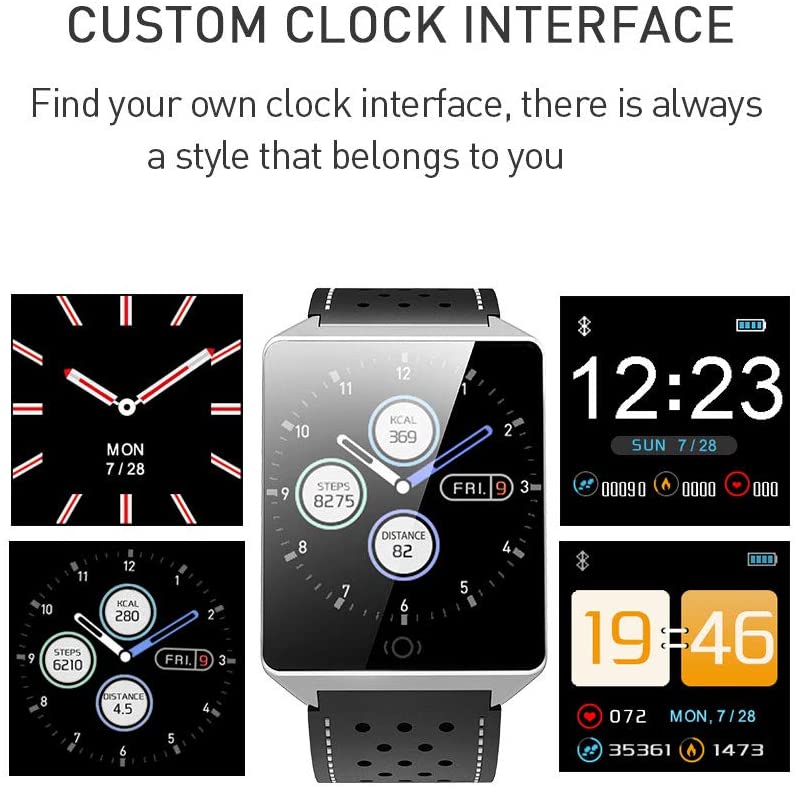 CUSTOM CLOCK INTERFACE
Find your own clock interface, there is always
a style that belongs to you
MON
7/28
12
11
1
10
KCAL
369
2
9
STEPS
8275
FRI. 9
3
DISTANCE
82
8
4
7
5
6
12:23
SUN 7/28
00090
0000
000
12
11
1
10
KCAL
280
2
9
STEPS
6210
FRI. 9
3
DISTANCE
4.5
8
4
7
5
6
19:46
072 MON, 7/28
35361 1473